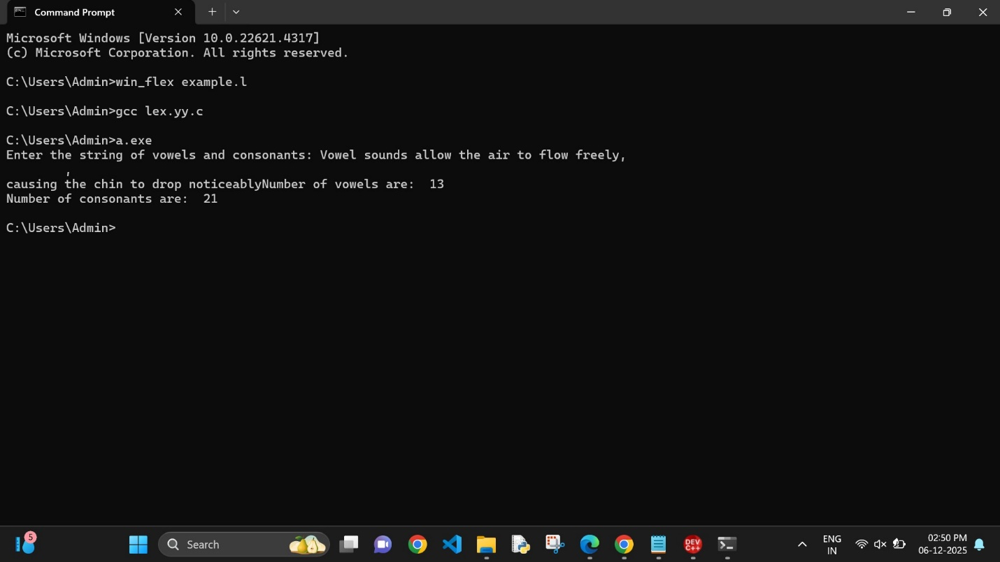 Command Prompt
Microsoft Windows [Version 10.0.22621.4317]
(c) Microsoft Corporation. All rights reserved.
C:\Users\Admin>win_flex example.l
C:\Users\Admin>gcc lex.yy.c
C:\Users\Admin>a.exe
Enter the string of vowels and consonants: Vowel sounds allow the air to flow freely,
,
causing the chin to drop noticeablyNumber of vowels are:  13
Number of consonants are:  21
C:\Users\Admin>
5
Search
DEV
C++
ENG
IN
02:50 PM
06-12-2025